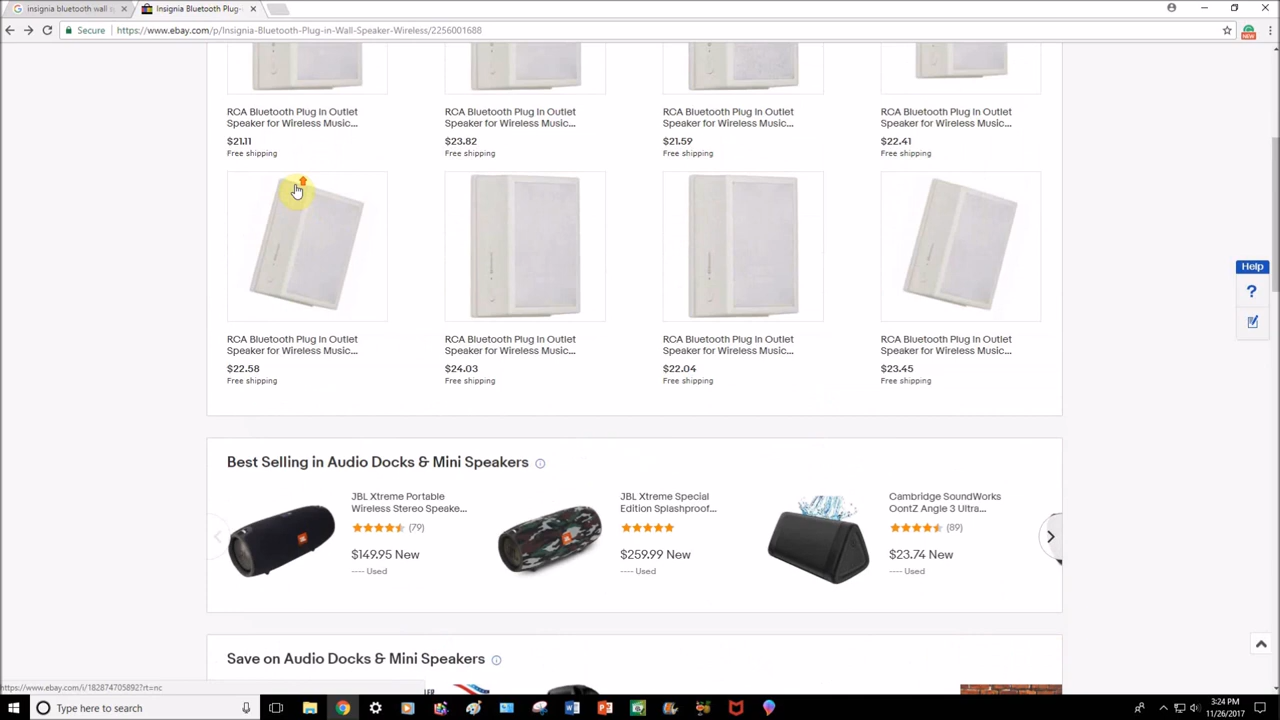 insignia bluetooth wall s
Insignia Bluetooth Plug-
Secure
https://www.ebay.com/p/Insignia-Bluetooth-Plug-in-Wall-Speaker-Wireless/2256001688
NEW
RCA Bluetooth Plug In Outlet
Speaker for Wireless Music...
$21.11
Free shipping
RCA Bluetooth Plug In Outlet
Speaker for Wireless Music...
$23.82
Free shipping
RCA Bluetooth Plug In Outlet
Speaker for Wireless Music...
$21.59
Free shipping
RCA Bluetooth Plug In Outlet
Speaker for Wireless Music...
$22.41
Free shipping
RCA Bluetooth Plug In Outlet
Speaker for Wireless Music...
$22.58
Free shipping
RCA Bluetooth Plug In Outlet
Speaker for Wireless Music...
$24.03
Free shipping
RCA Bluetooth Plug In Outlet
Speaker for Wireless Music...
$22.04
Free shipping
RCA Bluetooth Plug In Outlet
Speaker for Wireless Music...
$23.45
Free shipping
Help
?
Best Selling in Audio Docks & Mini Speakers
JBL Xtreme Portable
Wireless Stereo Speake...
(79)
$149.95 New
---- Used
JBL Xtreme Special
Edition Splashproof...
$259.99 New
---- Used
Cambridge SoundWorks
OontZ Angle 3 Ultra...
(89)
$23.74 New
---- Used
Save on Audio Docks & Mini Speakers
https://www.ebay.com/i/182874705892?rt=nc
Type here to search
3:24 PM
11/26/2017